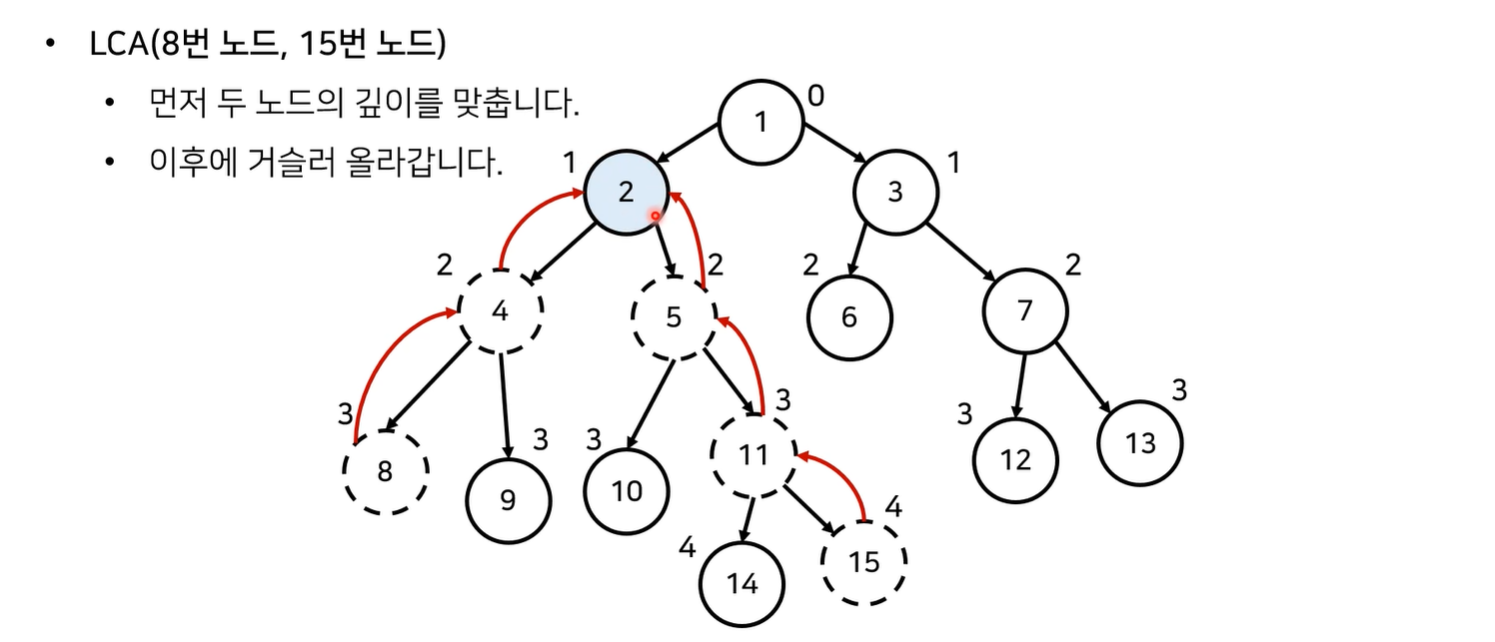 • LCA(8번 노드, 15번 노드)
• 먼저 두 노드의 깊이를 맞춥니다.
• 이후에 거슬러 올라갑니다.
1 0
1 2 3 1
2 4 5 2 2 6 7 2
3 8 9 3 3 10 11 3 3 12 13 3
4 14 15 4